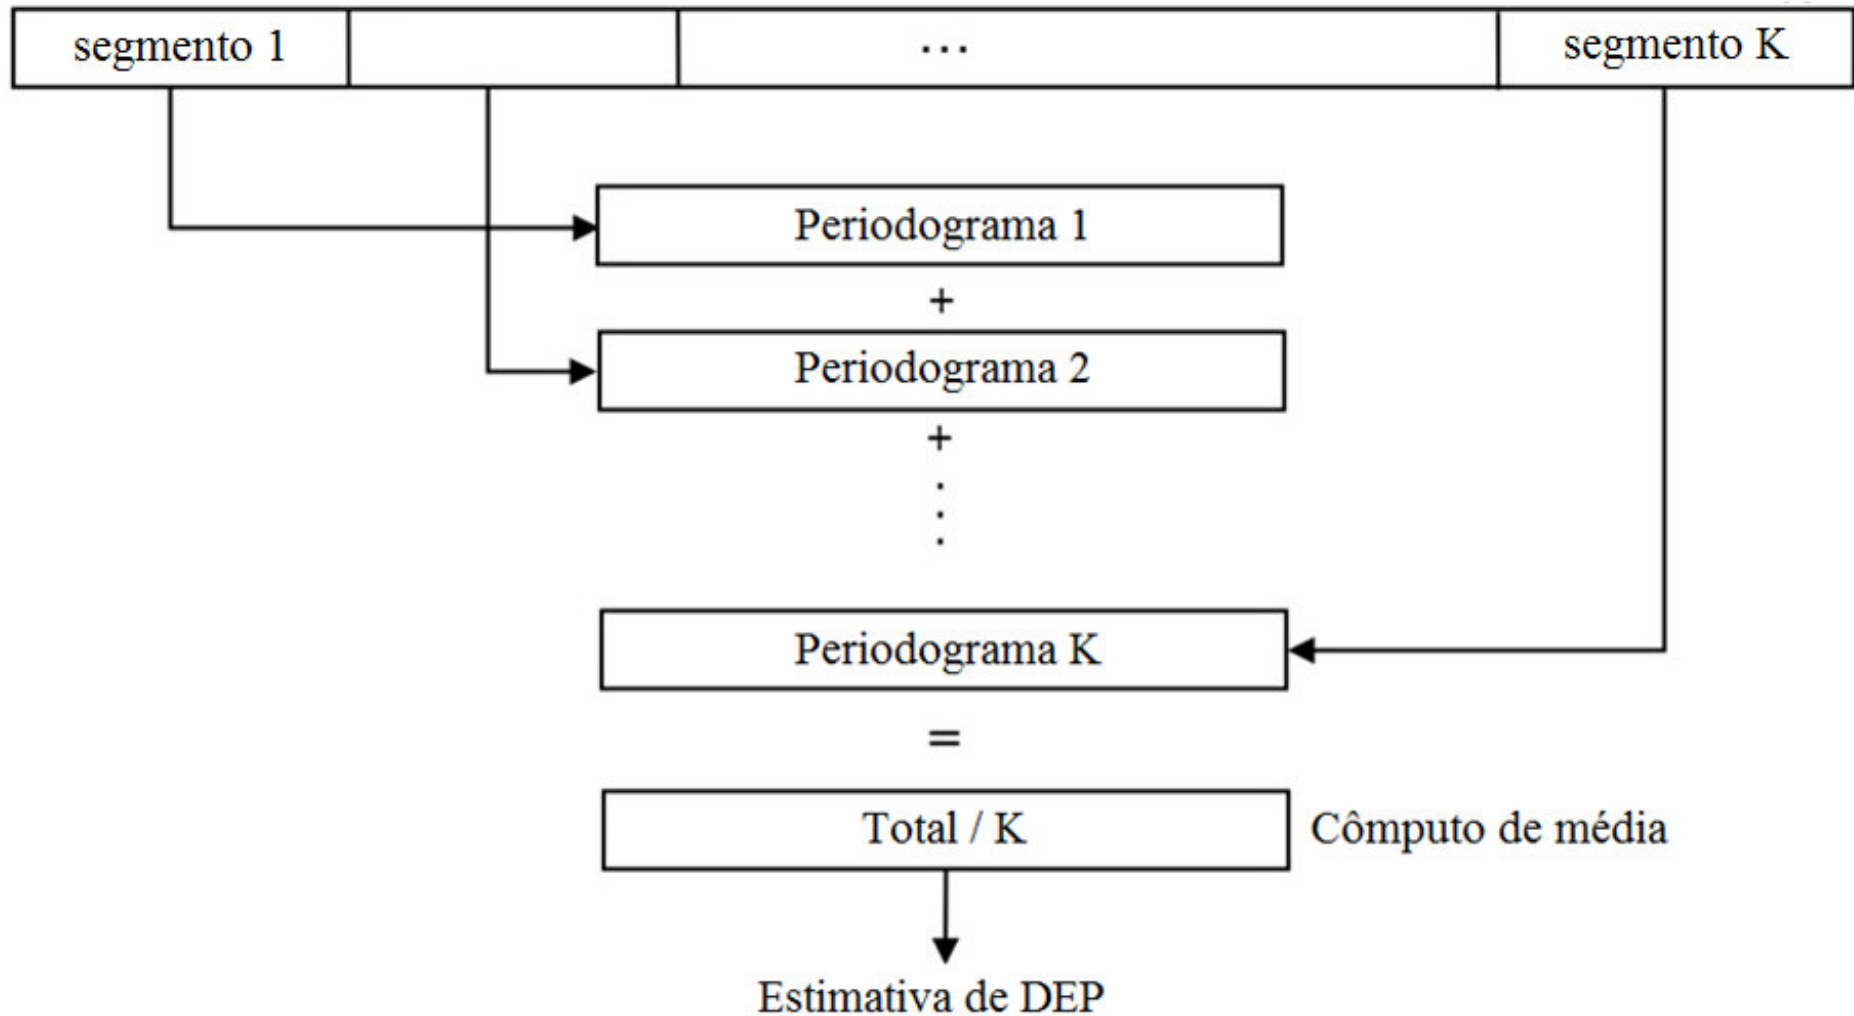 segmento 1
...
segmento K
Periodograma 1
+
Periodograma 2
+
.
.
.
Periodograma K
=
Total / K
Cômputo de média
Estimativa de DEP